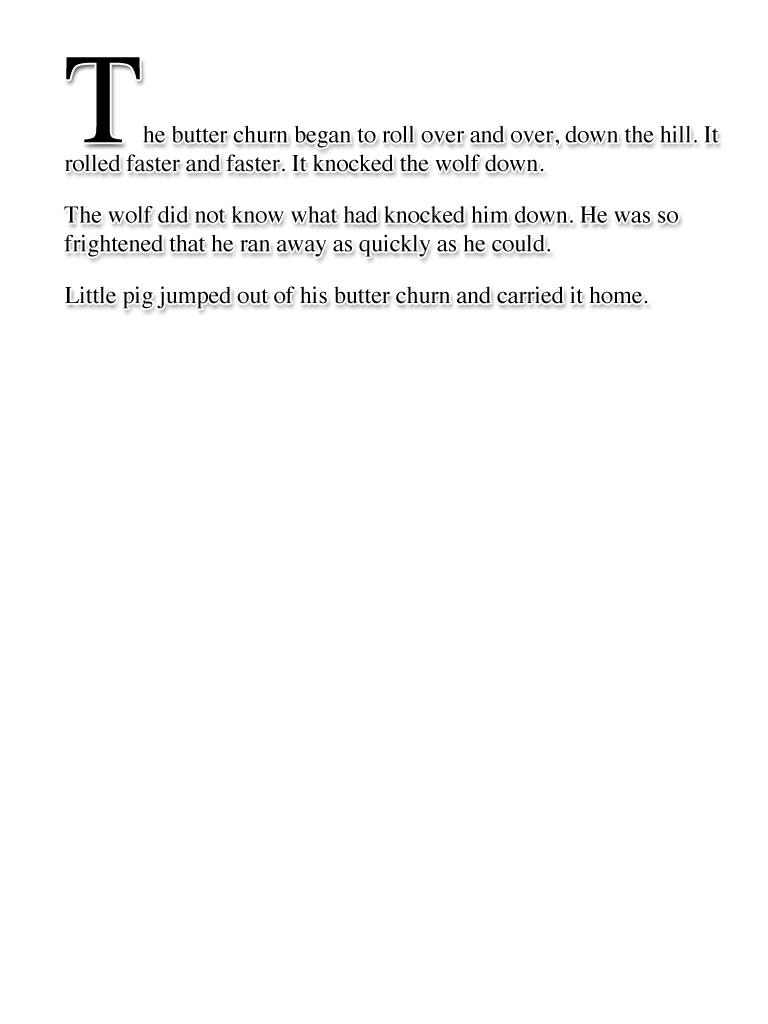 The butter churn began to roll over and over, down the hill. It
rolled faster and faster. It knocked the wolf down.
The wolf did not know what had knocked him down. He was so
frightened that he ran away as quickly as he could.
Little pig jumped out of his butter churn and carried it home.